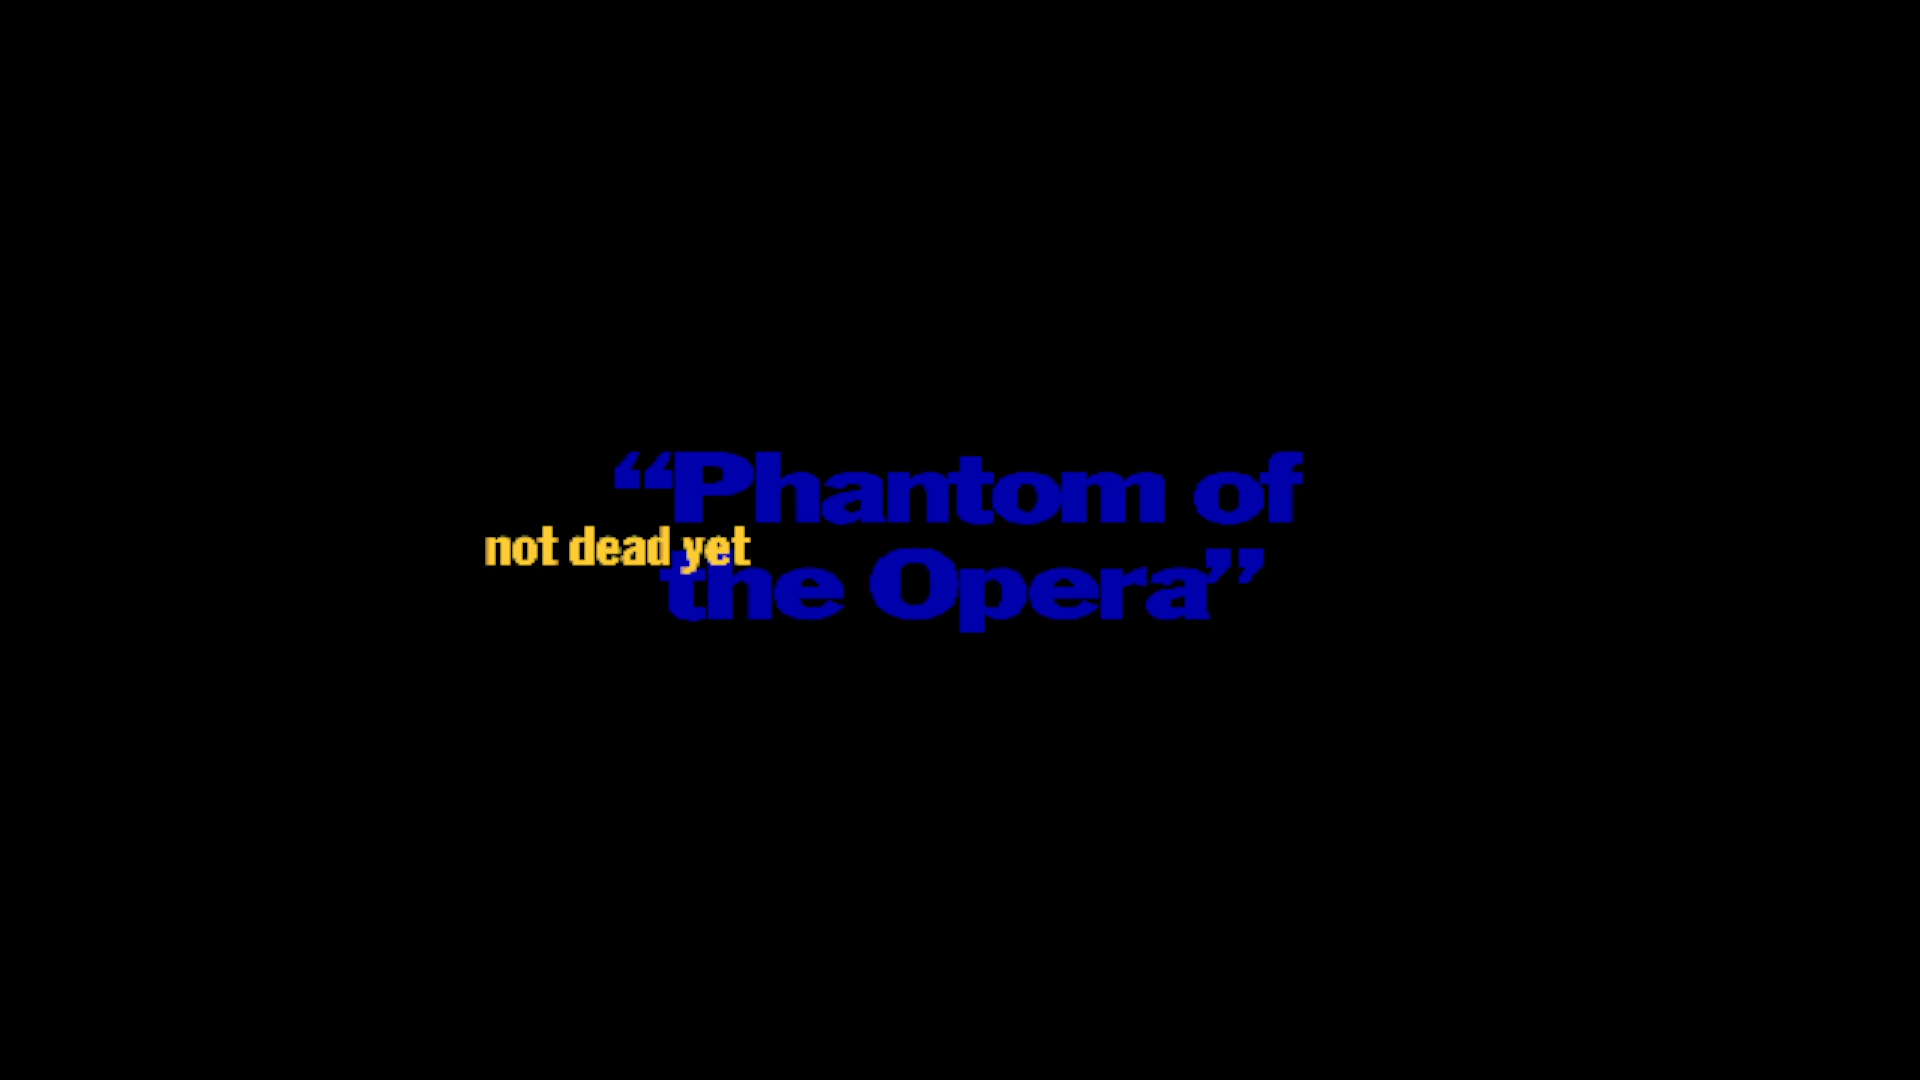 “Phantom of
not dead yet
the Opera”